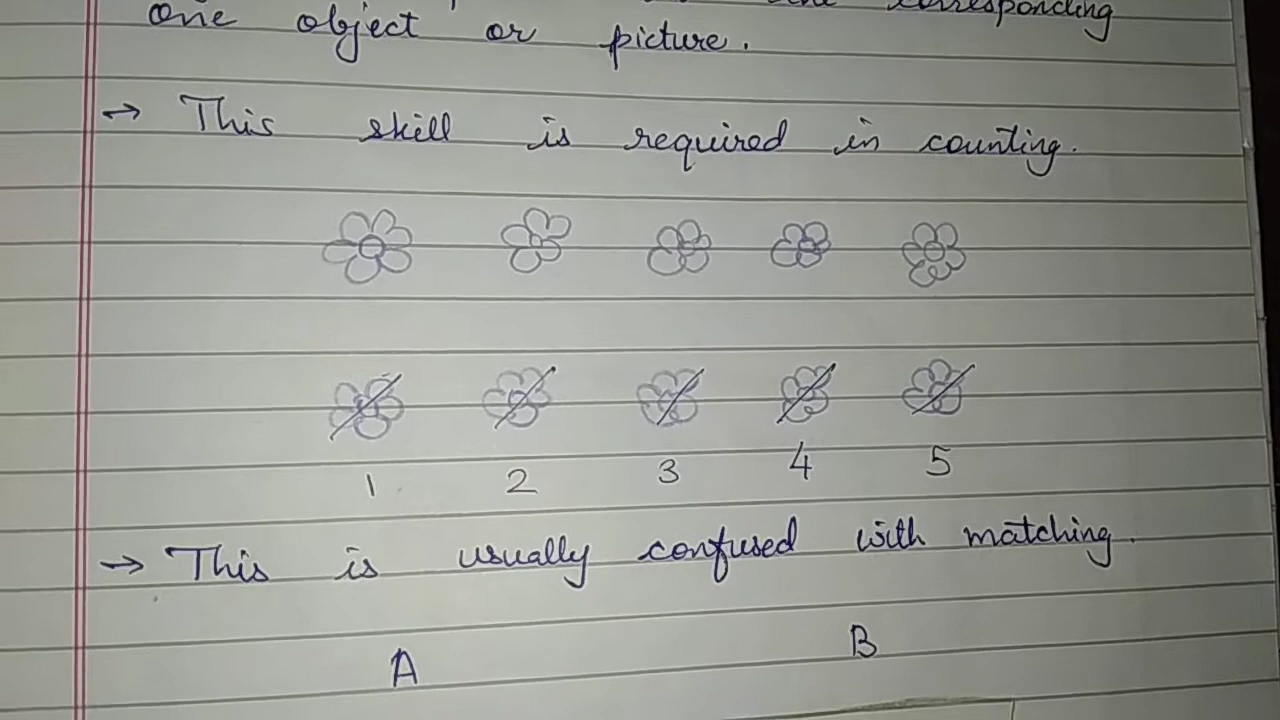 one object or picture. corresponding
→ This skill is required in counting.
1 2 3 4 5
→ This is usually confused with matching.
A B